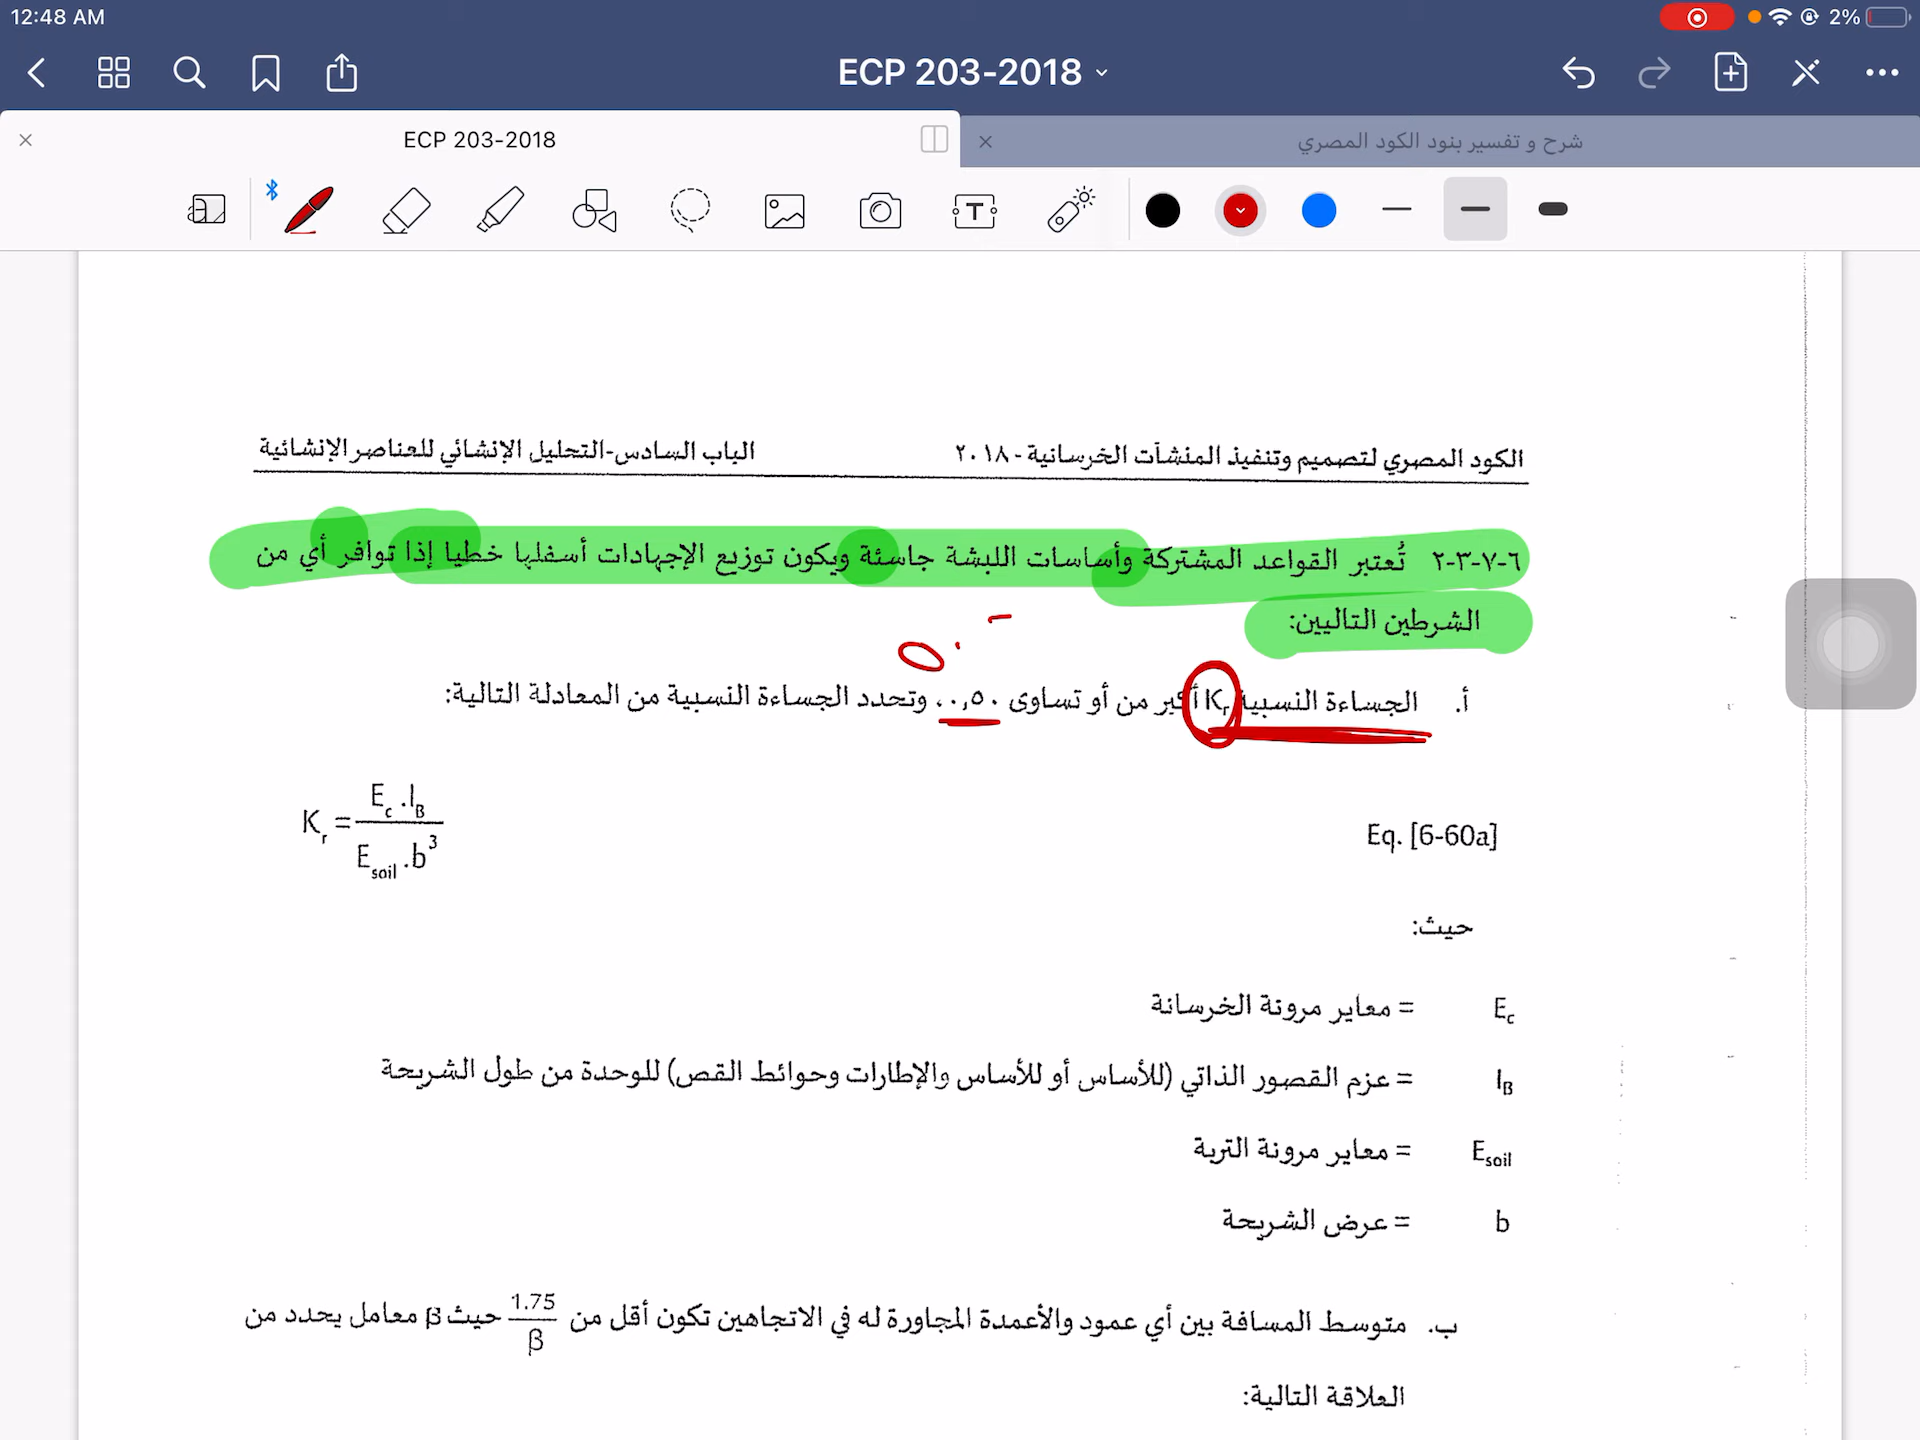 12:48 AM
2%
ECP 203-2018
ECP 203-2018
شرح و تفسير بنود الكود المصري
الكود المصري لتصميم وتنفيذ المنشآت الخرسانية - ٢٠١٨ الباب السادس-التحليل الإنشائي للعناصر الإنشائية
٦-٧-٣-٢ تُعتبر القواعد المشتركة وأساسات اللبشة جاسئة ويكون توزيع الإجهادات أسفلها خطيا إذا توافر أي من
الشرطين التاليين:
أ. الجساءة النسبية Kr أكبر من أو تساوى ٠,٥٠، وتحدد الجساءة النسبية من المعادلة التالية:
Kr = Ec .IB / Esoil .b³
Eq. [6-60a]
حيث:
Ec = معاير مرونة الخرسانة
IB = عزم القصور الذاتي (للأساس أو للأساس والإطارات وحوائط القص) للوحدة من طول الشريحة
Esoil = معاير مرونة التربة
b = عرض الشريحة
ب. متوسط المسافة بين أي عمود والأعمدة المجاورة له في الاتجاهين تكون أقل من 1.75/β حيث β معامل يحدد من
العلاقة التالية: